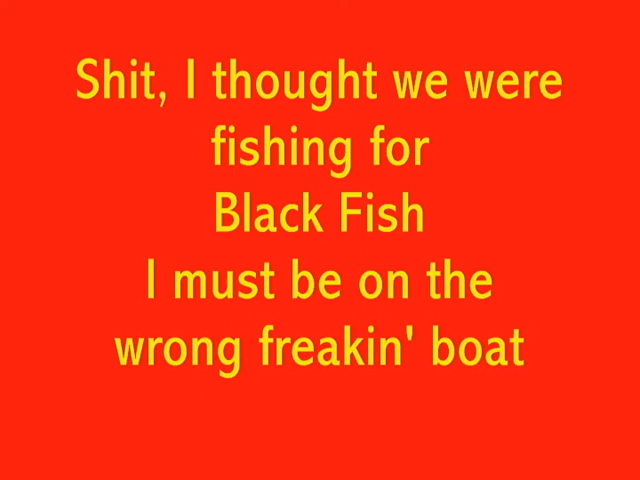 Shit, I thought we were
fishing for
Black Fish
I must be on the
wrong freakin' boat